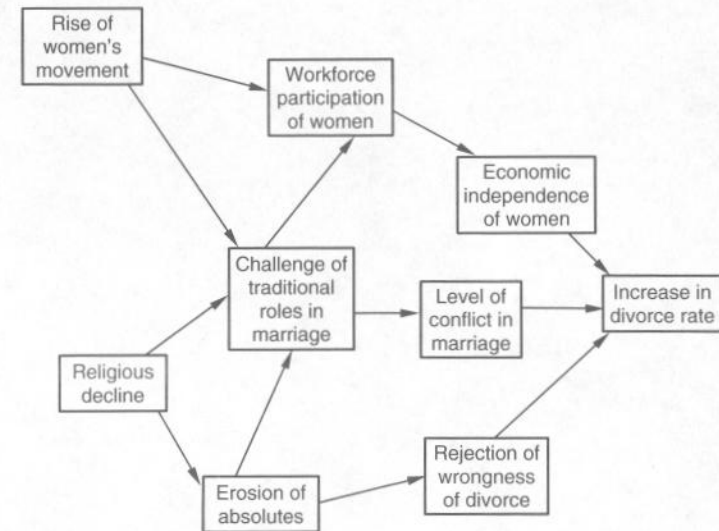 Rise of
women's
movement
Workforce
participation
of women
Economic
independence
of women
Challenge of
traditional
roles in
marriage
Level of
conflict in
marriage
Increase in
divorce rate
Religious
decline
Erosion of
absolutes
Rejection of
wrongness
of divorce